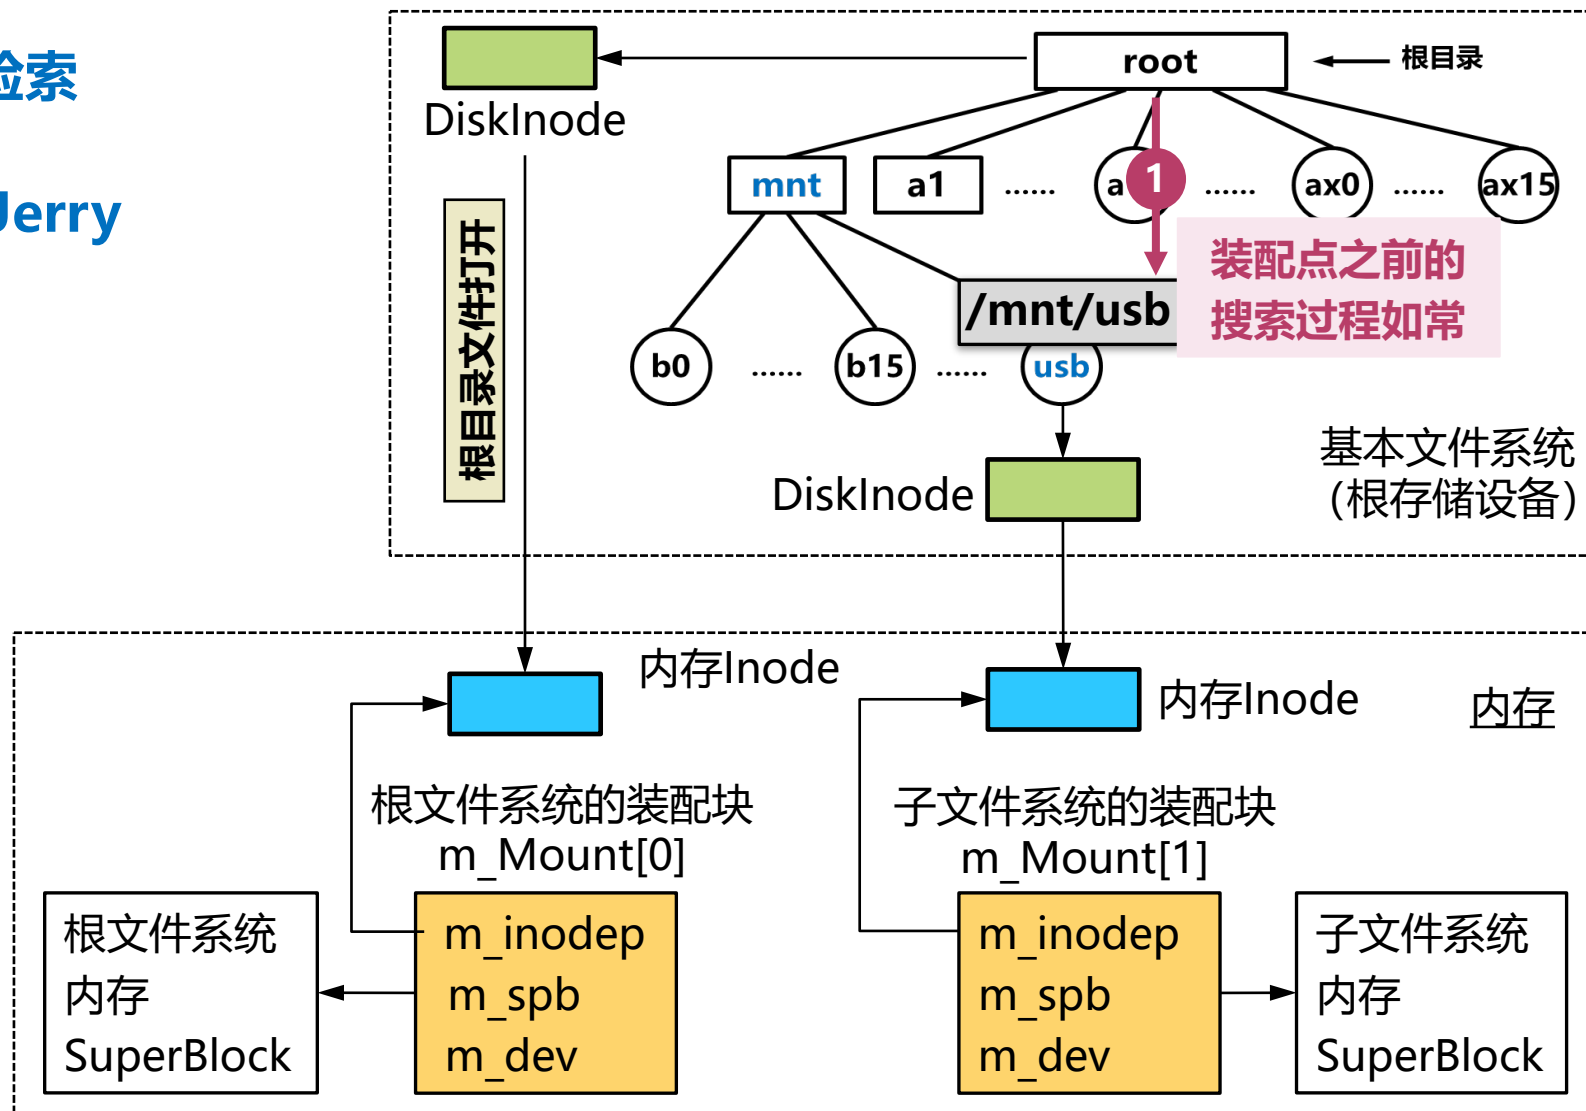 检索
Jerry
DiskInode
root
根目录
mnt
a1
......
a
1
......
ax0
......
ax15
装配点之前的
搜索过程如常
/mnt/usb
根目录文件打开
b0
......
b15
......
usb
DiskInode
基本文件系统
（根存储设备）
内存Inode
内存Inode
内存
根文件系统的装配块
m_Mount[0]
子文件系统的装配块
m_Mount[1]
根文件系统
内存
SuperBlock
m_inodep
m_spb
m_dev
m_inodep
m_spb
m_dev
子文件系统
内存
SuperBlock